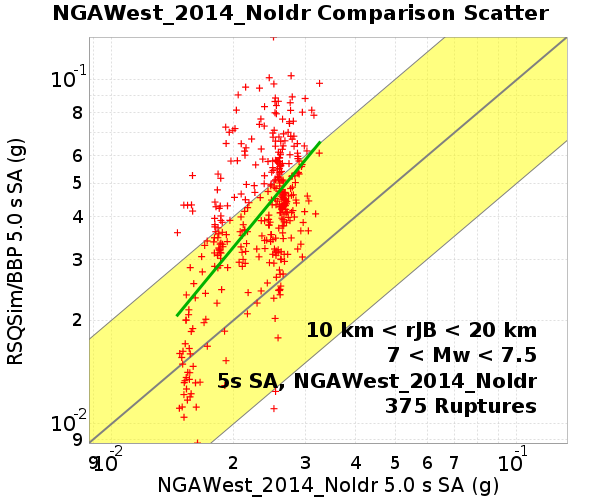 NGAWest_2014_NoIdr Comparison Scatter
RSQSim/BBP 5.0 s SA (g)
10-1
8
6
5
4
3
2
10-2
9
10 km < rJB < 20 km
7 < Mw < 7.5
5s SA, NGAWest_2014_NoIdr
375 Ruptures
9 10-2 2 3 4 5 6 7 8 10-1
NGAWest_2014_NoIdr 5.0 s SA (g)